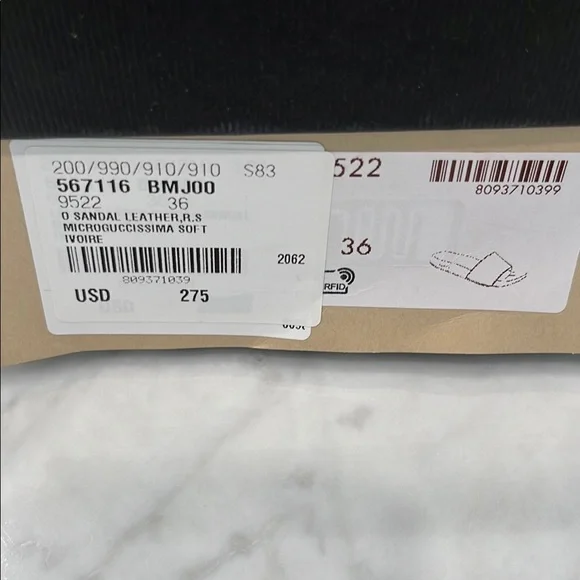 200/990/910/910 S83
567116 BMJ00
9522 36
O SANDAL LEATHER,R.S
MICROGUCCISSIMA SOFT
IVOIRE
2062
809371039
USD 275
522
8093710399
36
RFID